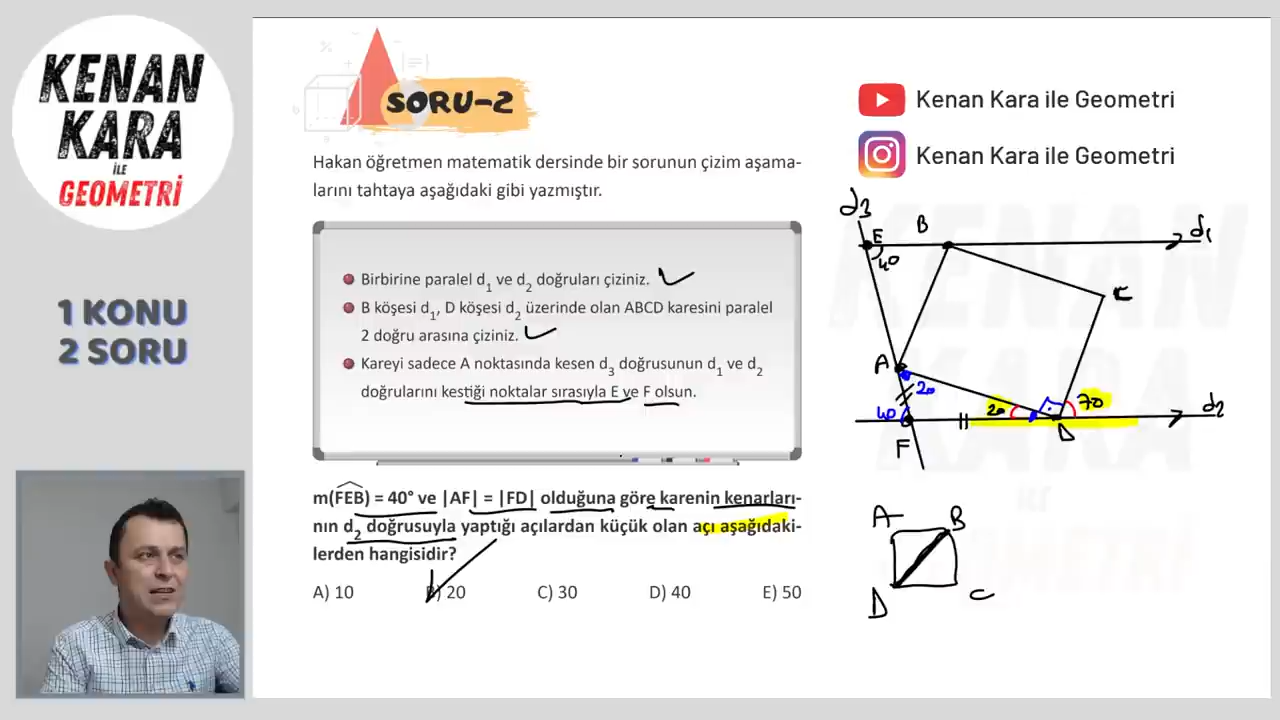 KENAN
KARA
İLE
GEOMETRİ
1 KONU
2 SORU
SORU-2
Hakan öğretmen matematik dersinde bir sorunun çizim aşama-
larını tahtaya aşağıdaki gibi yazmıştır.
Birbirine paralel d1 ve d2 doğruları çiziniz.
B köşesi d1, D köşesi d2 üzerinde olan ABCD karesini paralel
2 doğru arasına çiziniz.
Kareyi sadece A noktasında kesen d3 doğrusunun d1 ve d2
doğrularını kestiği noktalar sırasıyla E ve F olsun.
m(FEB) = 40° ve |AF| = |FD| olduğuna göre karenin kenarları-
nın d2 doğrusuyla yaptığı açılardan küçük olan açı aşağıdaki-
lerden hangisidir?
A) 10 B) 20 C) 30 D) 40 E) 50
Kenan Kara ile Geometri
Kenan Kara ile Geometri
d3
E B d1
40
C
A
20
40 20 70 d2
F D
A B
D C
KENAN
KARA
İLE